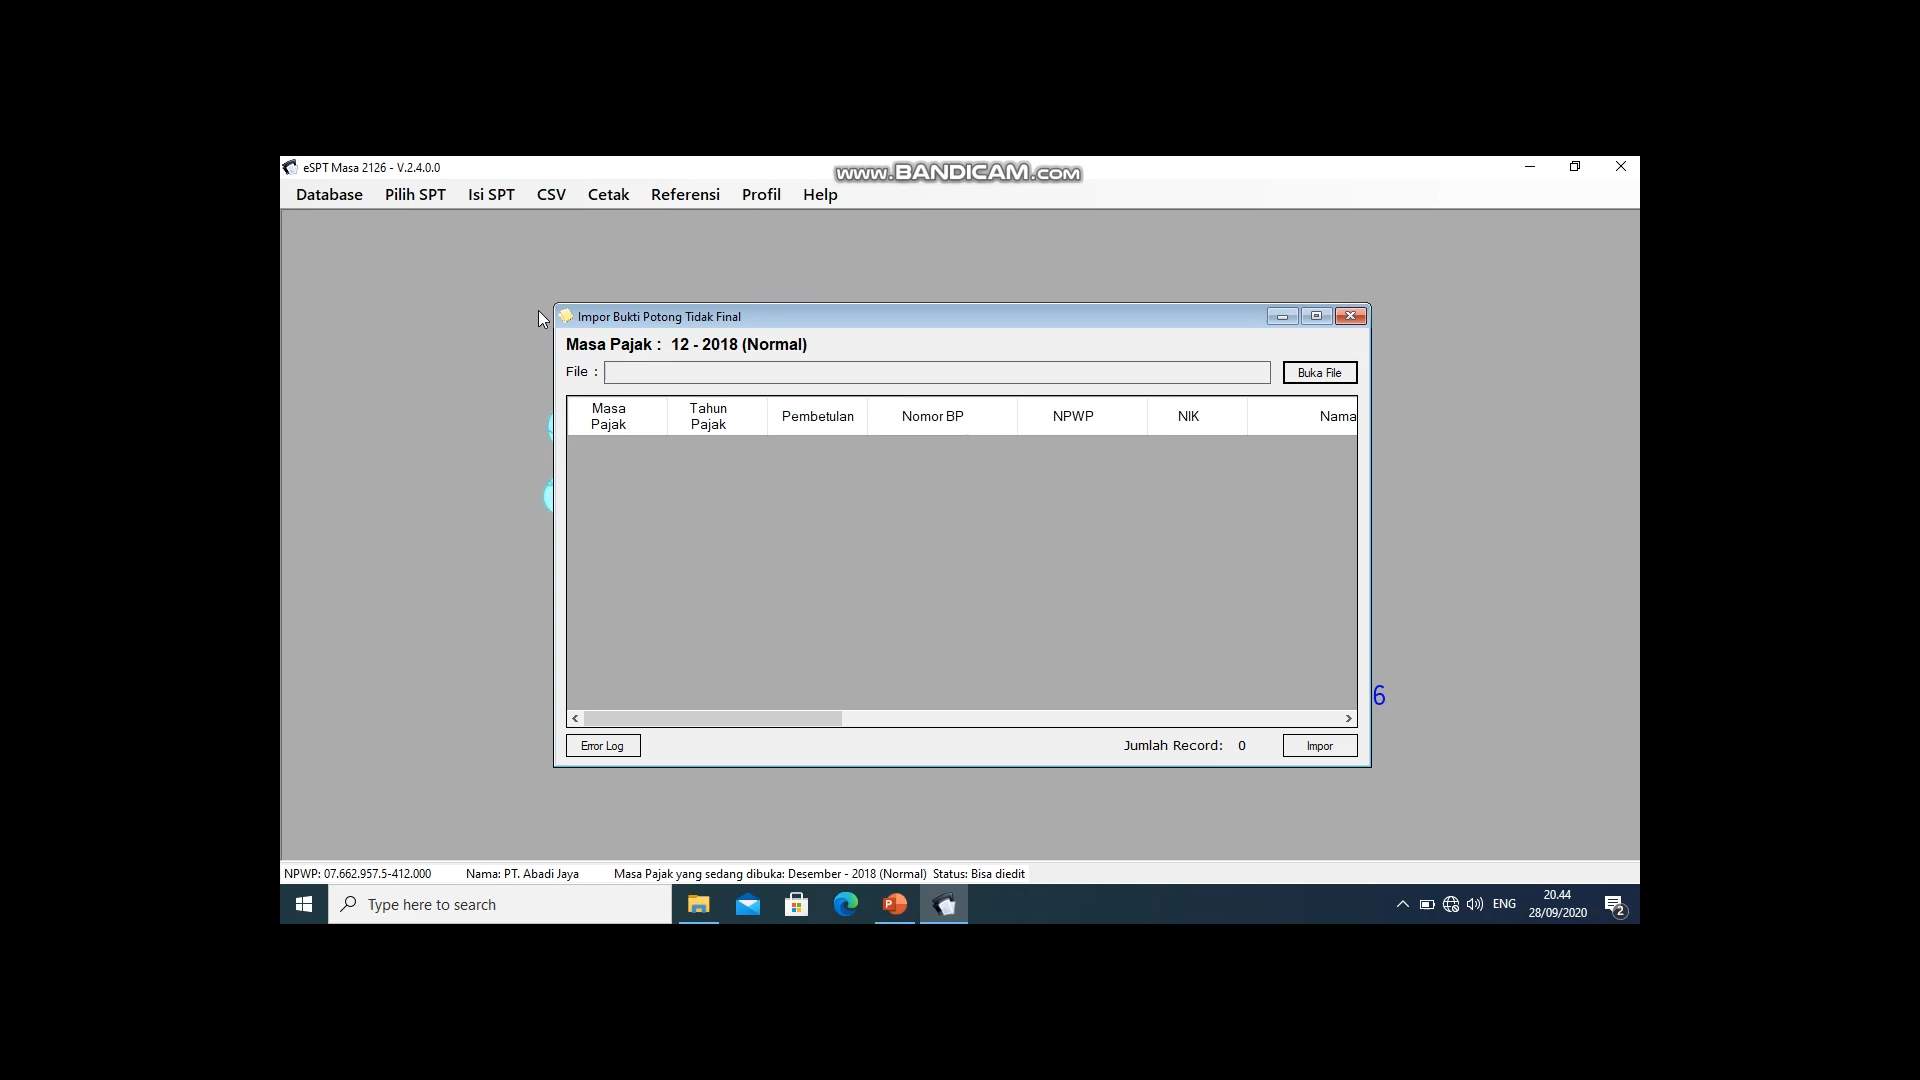 eSPT Masa 2126 - V.2.4.0.0
www.BANDICAM.com
Database Pilih SPT Isi SPT CSV Cetak Referensi Profil Help
Impor Bukti Potong Tidak Final
Masa Pajak : 12 - 2018 (Normal)
File :
Buka File
Masa Pajak
Tahun Pajak
Pembetulan
Nomor BP
NPWP
NIK
Nama
6
Error Log
Jumlah Record: 0
Impor
NPWP: 07.662.957.5-412.000 Nama: PT. Abadi Jaya Masa Pajak yang sedang dibuka: Desember - 2018 (Normal) Status: Bisa diedit
Type here to search
P
ENG
20.44
28/09/2020
2